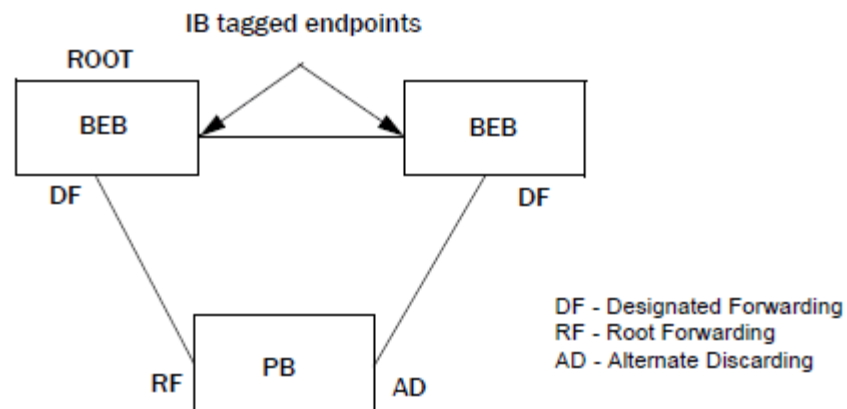 IB tagged endpoints
ROOT
BEB
BEB
DF
DF
RF
PB
AD
DF - Designated Forwarding
RF - Root Forwarding
AD - Alternate Discarding